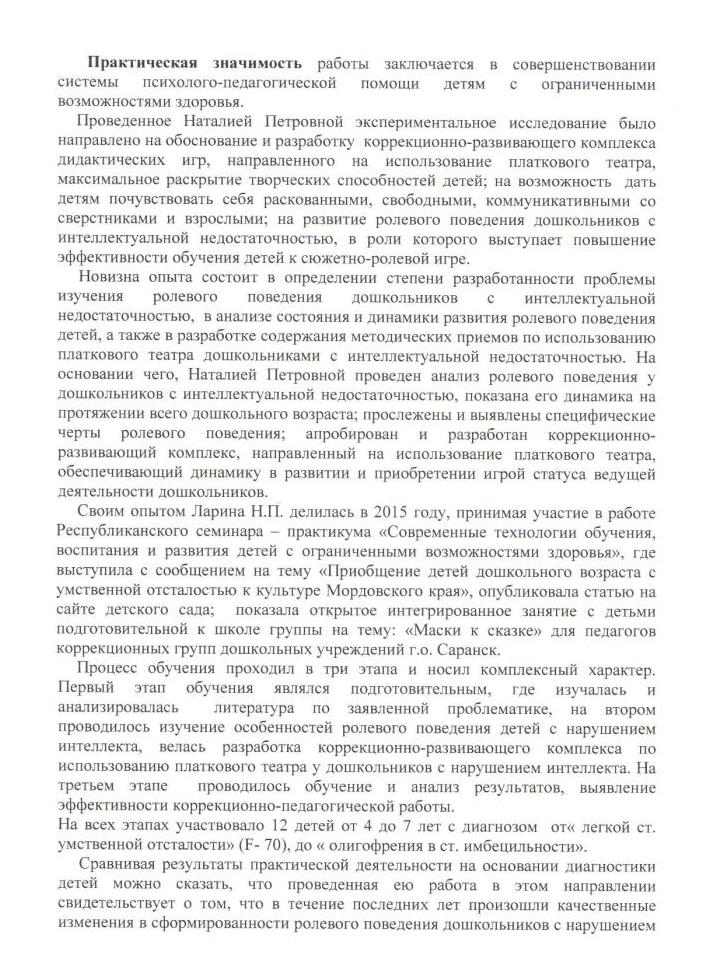 Практическая значимость работы заключается в совершенствовании
системы психолого-педагогической помощи детям с ограниченными
возможностями здоровья.
Проведенное Наталией Петровной экспериментальное исследование было
направлено на обоснование и разработку коррекционно-развивающего комплекса
дидактических игр, направленного на использование платкового театра,
максимальное раскрытие творческих способностей детей; на возможность дать
детям почувствовать себя раскованными, свободными, коммуникативными со
сверстниками и взрослыми; на развитие ролевого поведения дошкольников с
интеллектуальной недостаточностью, в роли которого выступает повышение
эффективности обучения детей к сюжетно-ролевой игре.
Новизна опыта состоит в определении степени разработанности проблемы
изучения ролевого поведения дошкольников с интеллектуальной
недостаточностью, в анализе состояния и динамики развития ролевого поведения
детей, а также в разработке содержания методических приемов по использованию
платкового театра дошкольниками с интеллектуальной недостаточностью. На
основании чего, Наталией Петровной проведен анализ ролевого поведения у
дошкольников с интеллектуальной недостаточностью, показана его динамика на
протяжении всего дошкольного возраста; прослежены и выявлены специфические
черты ролевого поведения; апробирован и разработан коррекционно-
развивающий комплекс, направленный на использование платкового театра,
обеспечивающий динамику в развитии и приобретении игрой статуса ведущей
деятельности дошкольников.
Своим опытом Ларина Н.П. делилась в 2015 году, принимая участие в работе
Республиканского семинара – практикума «Современные технологии обучения,
воспитания и развития детей с ограниченными возможностями здоровья», где
выступила с сообщением на тему «Приобщение детей дошкольного возраста с
умственной отсталостью к культуре Мордовского края», опубликовала статью на
сайте детского сада; показала открытое интегрированное занятие с детьми
подготовительной к школе группы на тему: «Маски к сказке» для педагогов
коррекционных групп дошкольных учреждений г.о. Саранск.
Процесс обучения проходил в три этапа и носил комплексный характер.
Первый этап обучения являлся подготовительным, где изучалась и
анализировалась литература по заявленной проблематике, на втором
проводилось изучение особенностей ролевого поведения детей с нарушением
интеллекта, велась разработка коррекционно-развивающего комплекса по
использованию платкового театра у дошкольников с нарушением интеллекта. На
третьем этапе проводилось обучение и анализ результатов, выявление
эффективности коррекционно-педагогической работы.
На всех этапах участвовало 12 детей от 4 до 7 лет с диагнозом от« легкой ст.
умственной отсталости» (F- 70), до « олигофрения в ст. имбецильности».
Сравнивая результаты практической деятельности на основании диагностики
детей можно сказать, что проведенная ею работа в этом направлении
свидетельствует о том, что в течение последних лет произошли качественные
изменения в сформированности ролевого поведения дошкольников с нарушением